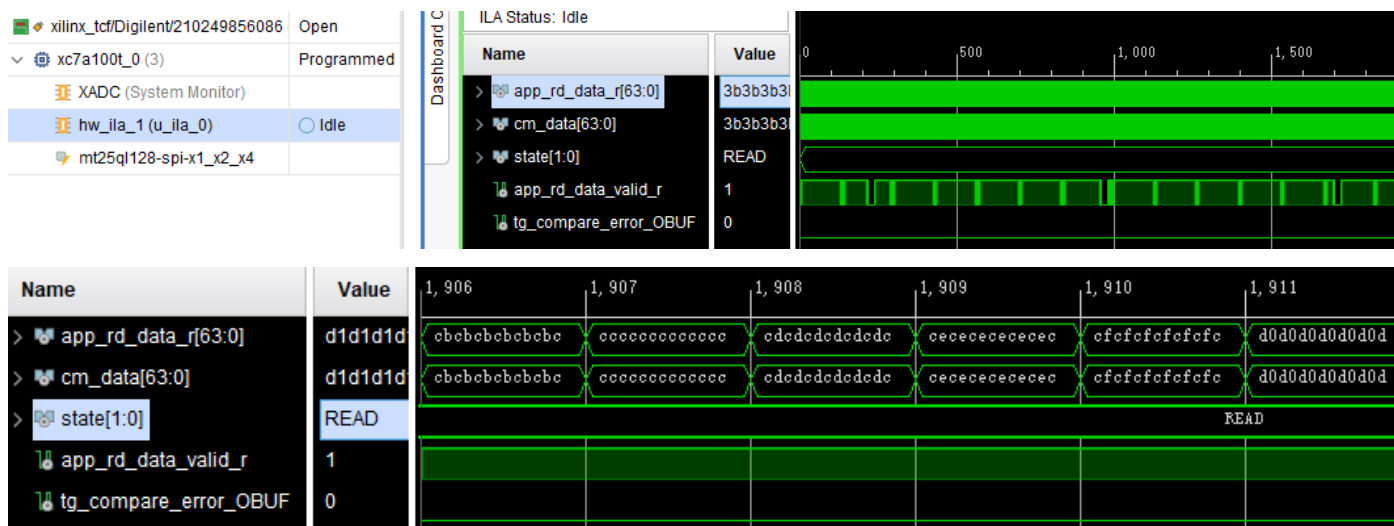 xilinx_tcf/Digilent/210249856086 Open
xc7a100t_0 (3) Programmed
XADC (System Monitor)
hw_ila_1 (u_ila_0) Idle
mt25ql128-spi-x1_x2_x4
Dashboard
ILA Status: Idle
Name Value 0 500 1,000 1,500
app_rd_data_r[63:0] 3b3b3b3
cm_data[63:0] 3b3b3b3
state[1:0] READ
app_rd_data_valid_r 1
tg_compare_error_OBUF 0
Name Value 1,906 1,907 1,908 1,909 1,910 1,911
app_rd_data_r[63:0] d1d1d1d cbcbcbcbcbcbc ccccccccccccc cdcdcdcdcdcdc cececececécec cfcfcfcfcfcfc d0d0d0d0d0d0d
cm_data[63:0] d1d1d1d cbcbcbcbcbcbc ccccccccccccc cdcdcdcdcdcdc cecececececec cfcfcfcfcfcfc d0d0d0d0d0d0d
state[1:0] READ READ
app_rd_data_valid_r 1
tg_compare_error_OBUF 0